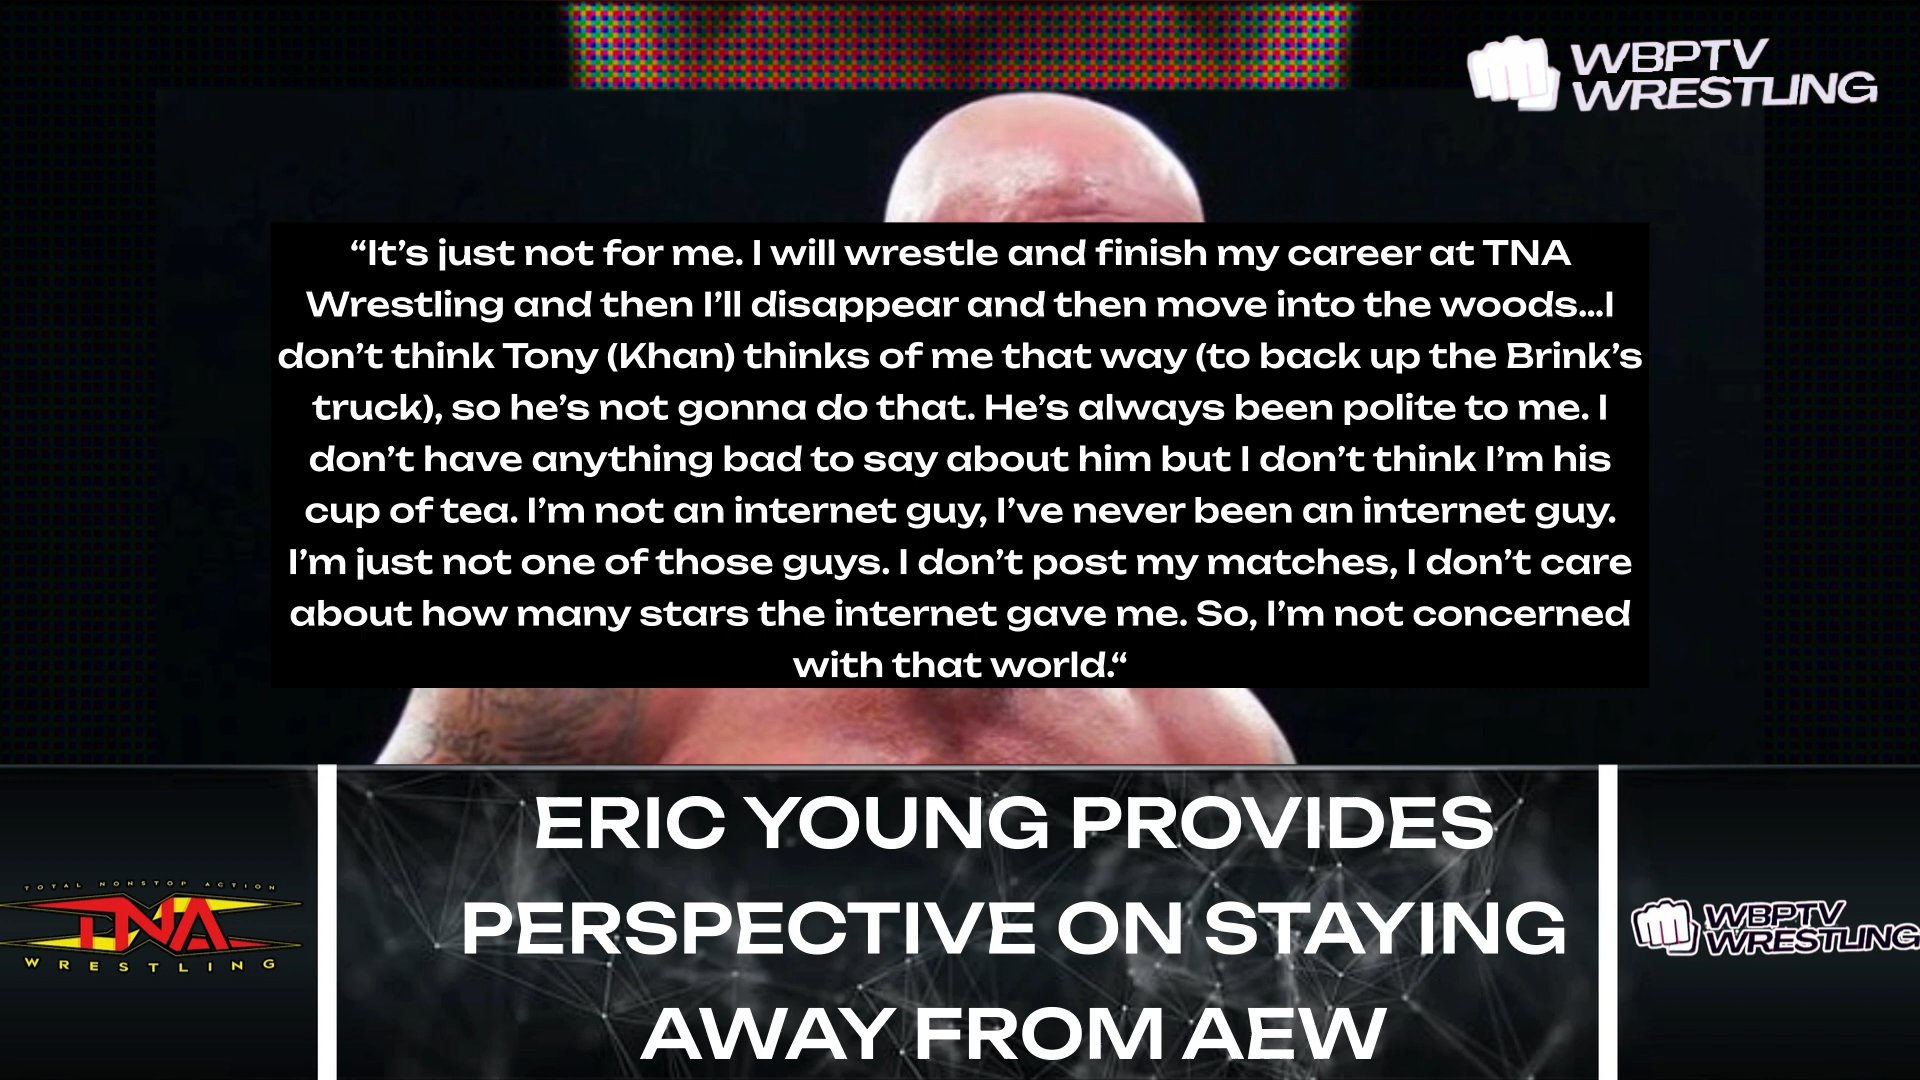 WBPTV
WRESTLING
“It’s just not for me. I will wrestle and finish my career at TNA
Wrestling and then I’ll disappear and then move into the woods...I
don’t think Tony (Khan) thinks of me that way (to back up the Brink’s
truck), so he’s not gonna do that. He’s always been polite to me. I
don’t have anything bad to say about him but I don’t think I’m his
cup of tea. I’m not an internet guy, I’ve never been an internet guy.
I’m just not one of those guys. I don’t post my matches, I don’t care
about how many stars the internet gave me. So, I’m not concerned
with that world.“
TOTAL NONSTOP ACTION
TNA
WRESTLING
ERIC YOUNG PROVIDES
PERSPECTIVE ON STAYING
AWAY FROM AEW
WBPTV
WRESTLING